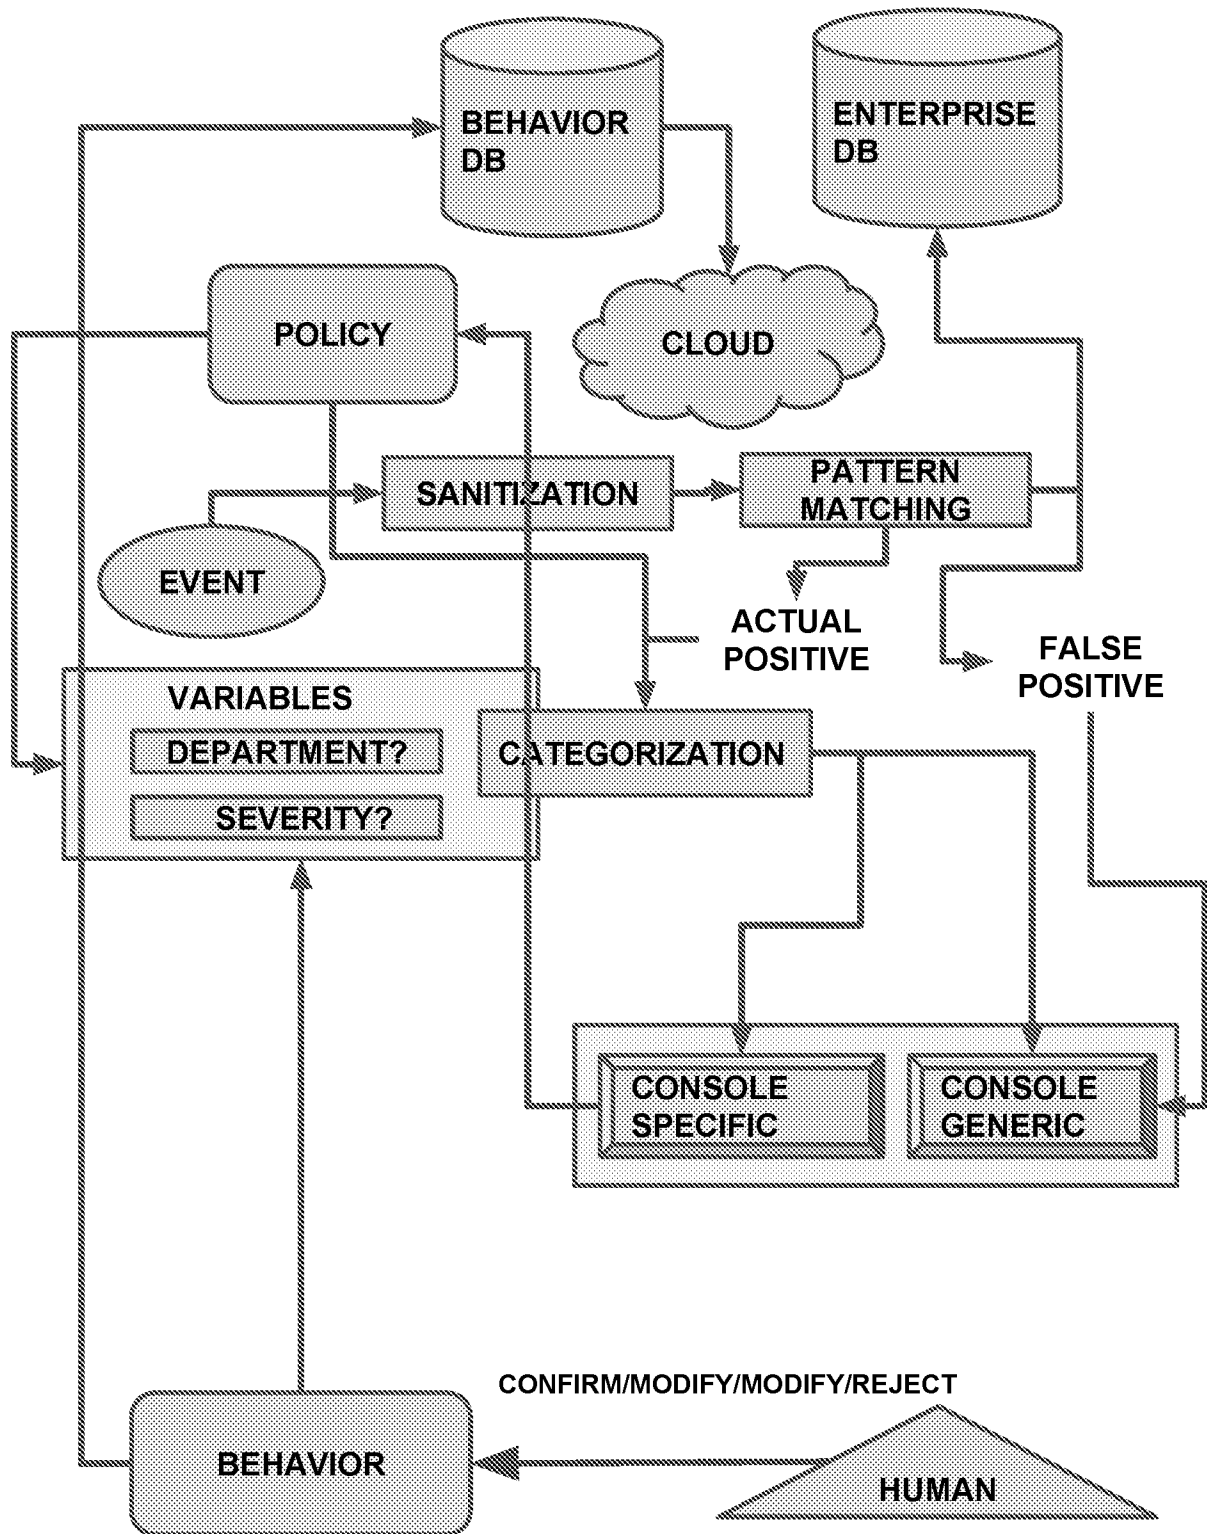 BEHAVIOR
DB
ENTERPRISE
DB
POLICY
CLOUD
SANITIZATION
PATTERN
MATCHING
EVENT
ACTUAL
POSITIVE
FALSE
POSITIVE
VARIABLES
DEPARTMENT?
SEVERITY?
CATEGORIZATION
CONSOLE
SPECIFIC
CONSOLE
GENERIC
CONFIRM/MODIFY/MODIFY/REJECT
BEHAVIOR
HUMAN